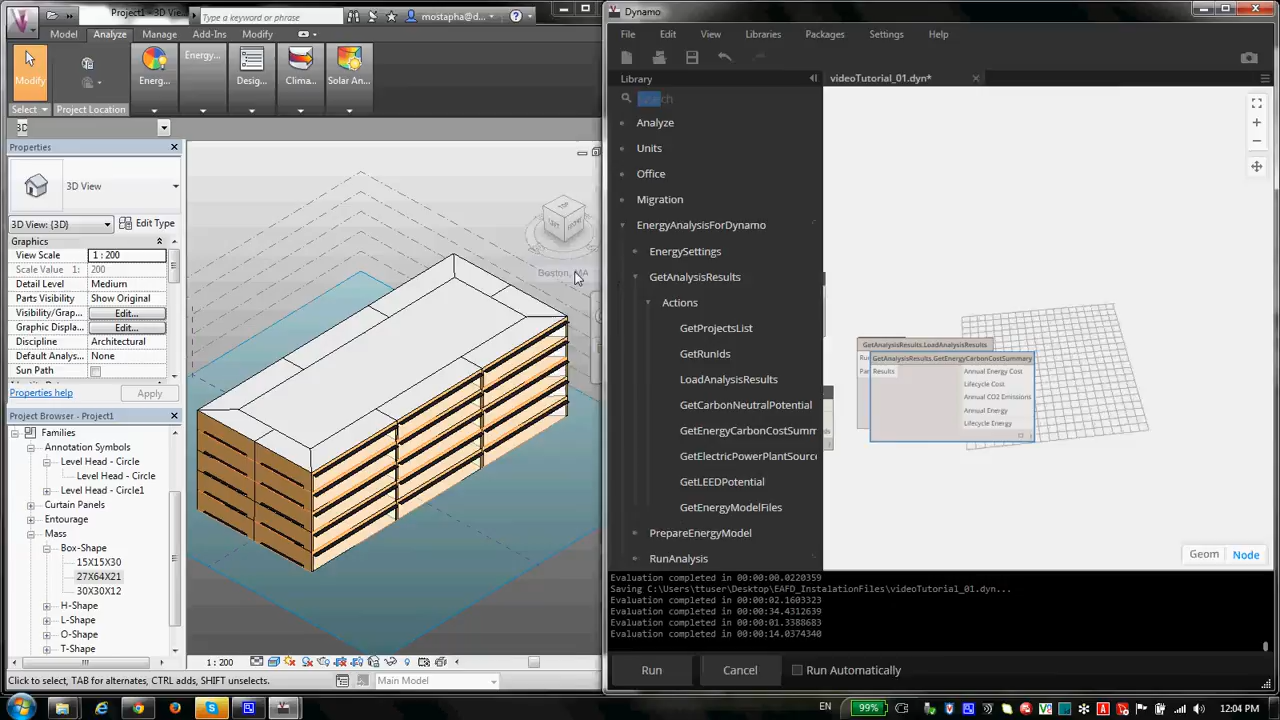 Project1 - 3D Vie...
Type a keyword or phrase
mostapha@d...
Model
Analyze
Manage
Add-Ins
Modify
Modify
Energ...
Energy...
Desig...
Clima...
Solar An...
Select
Project Location
3D
Properties
3D View
3D View: {3D}
Edit Type
Graphics
View Scale
1 : 200
Scale Value 1:
200
Detail Level
Medium
Parts Visibility
Show Original
Visibility/Grap...
Edit...
Graphic Displa...
Edit...
Discipline
Architectural
Default Analys...
None
Sun Path
Properties help
Apply
Project Browser - Project1
Families
Annotation Symbols
Level Head - Circle
Level Head - Circle
Level Head - Circle1
Curtain Panels
Entourage
Mass
Box-Shape
15X15X30
27X64X21
30X30X12
H-Shape
L-Shape
O-Shape
T-Shape
LEFT
Boston, MA
1 : 200
Click to select, TAB for alternates, CTRL adds, SHIFT unselects.
Main Model
Dynamo
File
Edit
View
Libraries
Packages
Settings
Help
Library
videoTutorial_01.dyn*
Search
Analyze
Units
Office
Migration
EnergyAnalysisForDynamo
EnergySettings
GetAnalysisResults
Actions
GetProjectsList
GetRunIds
LoadAnalysisResults
GetCarbonNeutralPotential
GetEnergyCarbonCostSumm
GetElectricPowerPlantSource
GetLEEDPotential
GetEnergyModelFiles
PrepareEnergyModel
RunAnalysis
GetAnalysisResults.LoadAnalysisResults
GetAnalysisResults.GetEnergyCarbonCostSummary
Results
Annual Energy Cost
Lifecycle Cost
Annual CO2 Emissions
Annual Energy
Lifecycle Energy
Geom
Node
Evaluation completed in 00:00:00.0220359
Saving C:\Users\ttuser\Desktop\EAFD_InstalationFiles\videoTutorial_01.dyn...
Evaluation completed in 00:00:02.1603323
Evaluation completed in 00:00:34.4312639
Evaluation completed in 00:00:01.3388683
Evaluation completed in 00:00:14.0374340
Run
Cancel
Run Automatically
EN
99%
12:04 PM